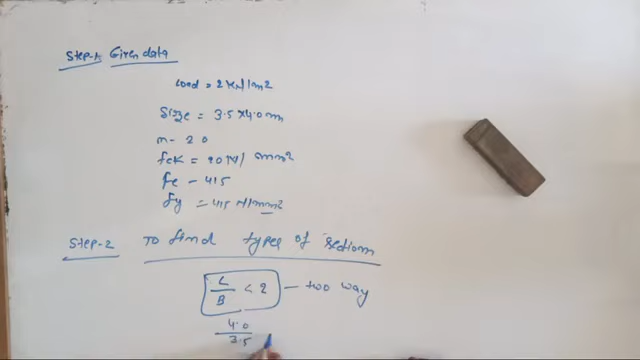 Step-1. Given data
Load = 2 KN/m2
Size = 3.5 x 4.0 m
m- 20
fcK = 20 N/mm2
fe - 415
fy = 415 N/mm2
Step-2 To find types of section
L/B < 2 - two way
4.0/3.5